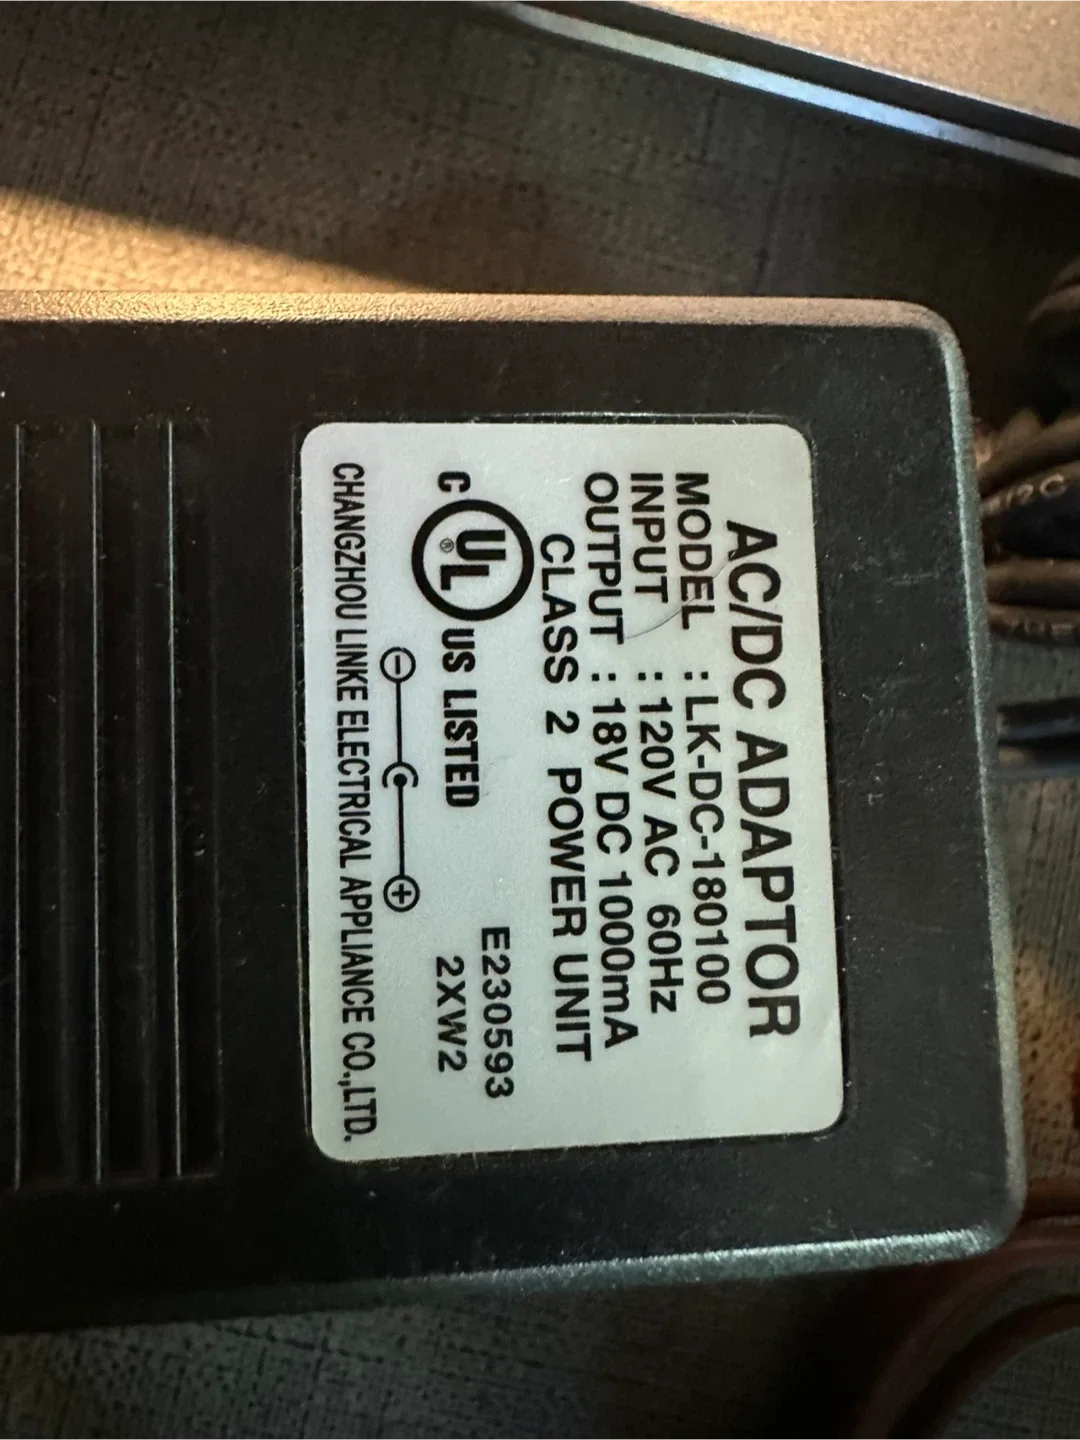 AC/DC ADAPTOR
MODEL : LK-DC-180100
INPUT : 120V AC 60Hz
OUTPUT : 18V DC 1000mA
CLASS 2 POWER UNIT
C UL ® US LISTED
E230593
2XW2
CHANGZHOU LINKE ELECTRICAL APPLIANCE CO.,LTD.